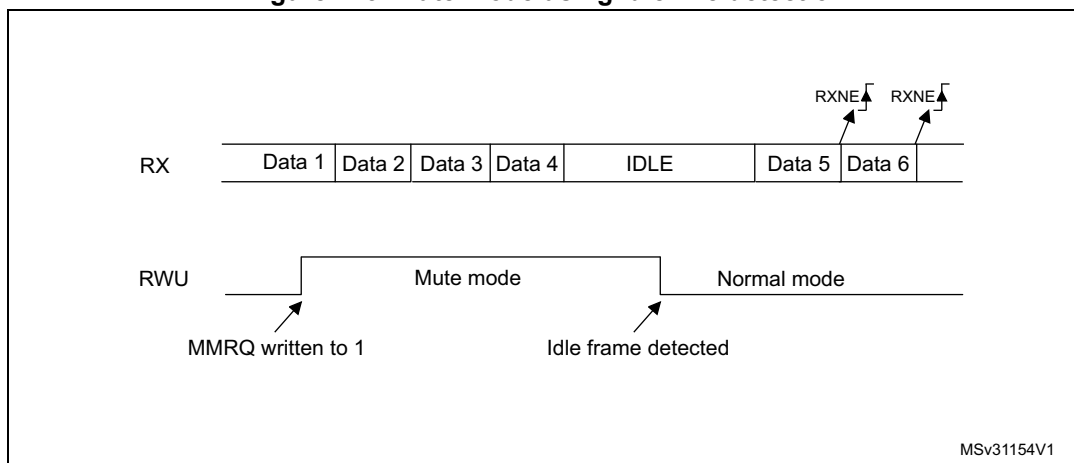 RXNE RXNE
RX Data 1 Data 2 Data 3 Data 4 IDLE Data 5 Data 6
RWU Mute mode Normal mode
MMRQ written to 1 Idle frame detected
MSv31154V1